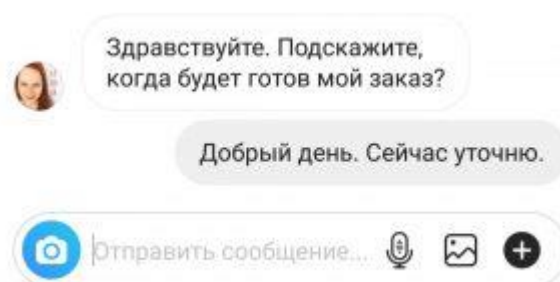 Здравствуйте. Подскажите,
когда будет готов мой заказ?
Добрый день. Сейчас уточню.
Отправить сообщение...